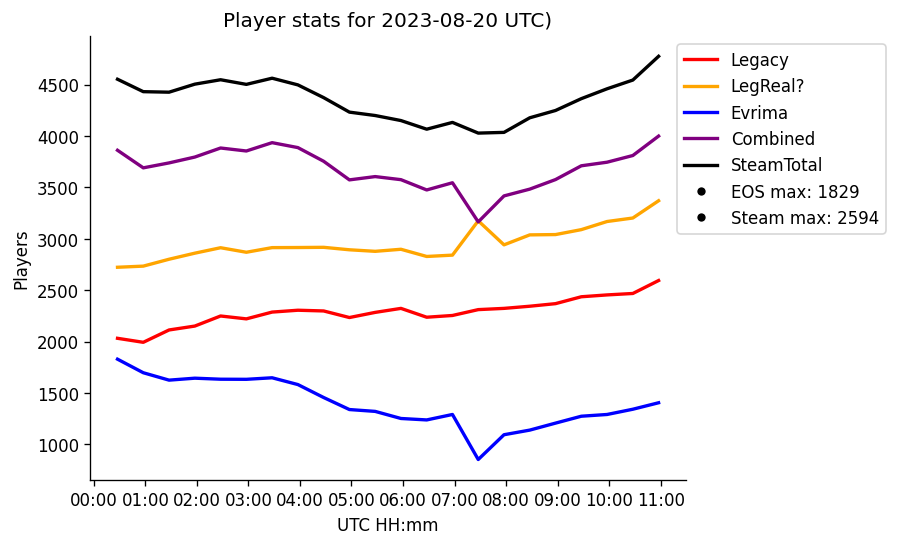 Player stats for 2023-08-20 UTC)
Players
4500
4000
3500
3000
2500
2000
1500
1000
00:00 01:00 02:00 03:00 04:00 05:00 06:00 07:00 08:00 09:00 10:00 11:00
UTC HH:mm
Legacy
LegReal?
Evrima
Combined
SteamTotal
EOS max: 1829
Steam max: 2594